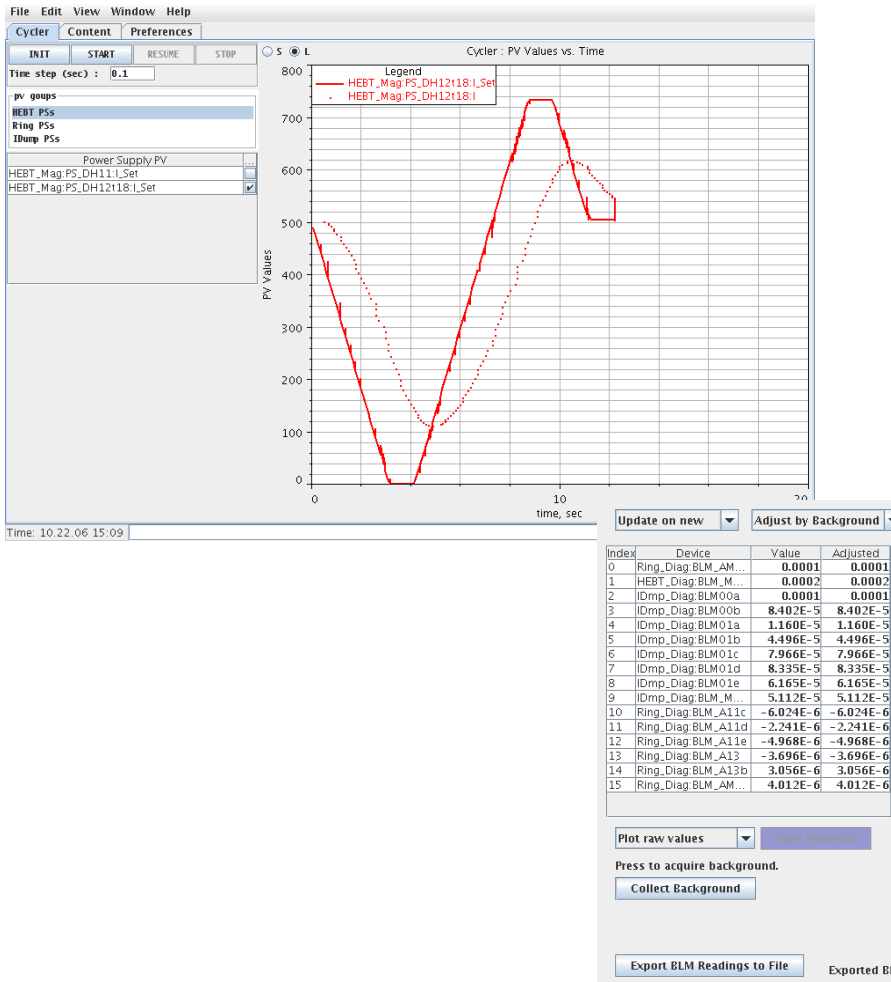 File Edit View Window Help
Cycler Content Preferences
INIT START RESUME STOP
Time step (sec) : 0.1
pv goups
HEBT PSs
Ring PSs
IDump PSs
Power Supply PV ...
HEBT_Mag:PS_DH11:I_Set
HEBT_Mag:PS_DH12t18:I_Set
S L Cycler : PV Values vs. Time
Legend
HEBT_Mag:PS_DH12t18:I_Set
HEBT_Mag:PS_DH12t18:I
800
700
600
500
400
300
200
100
0
PV Values
0 10 20
time, sec
Time: 10.22.06 15:09
Update on new Adjust by Background
Index Device Value Adjusted
0 Ring_Diag:BLM_AM... 0.0001 0.0001
1 HEBT_Diag:BLM_M... 0.0002 0.0002
2 IDmp_Diag:BLM00a 0.0001 0.0001
3 IDmp_Diag:BLM00b 8.402E-5 8.402E-5
4 IDmp_Diag:BLM01a 1.160E-5 1.160E-5
5 IDmp_Diag:BLM01b 4.496E-5 4.496E-5
6 IDmp_Diag:BLM01c 7.966E-5 7.966E-5
7 IDmp_Diag:BLM01d 8.335E-5 8.335E-5
8 IDmp_Diag:BLM01e 6.165E-5 6.165E-5
9 IDmp_Diag:BLM_M... 5.112E-5 5.112E-5
10 Ring_Diag:BLM_A11c -6.024E-6 -6.024E-6
11 Ring_Diag:BLM_A11d -2.241E-6 -2.241E-6
12 Ring_Diag:BLM_A11e -4.968E-6 -4.968E-6
13 Ring_Diag:BLM_A13 -3.696E-6 -3.696E-6
14 Ring_Diag:BLM_A13b 3.056E-6 3.056E-6
15 Ring_Diag:BLM_AM... 4.012E-6 4.012E-6
Plot raw values
Press to acquire background.
Collect Background
Export BLM Readings to File Exported